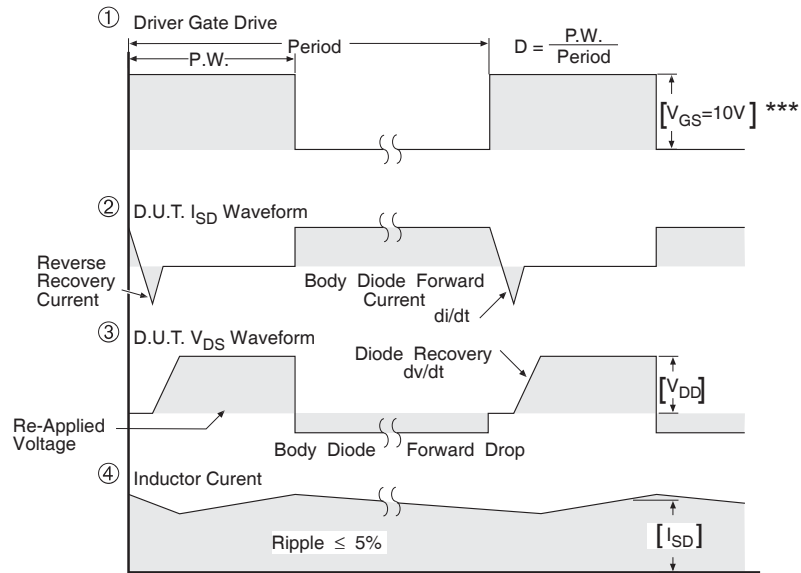 ① Driver Gate Drive
Period
P.W.
D = P.W. / Period
[VGS=10V] ***
② D.U.T. ISD Waveform
Reverse
Recovery
Current
Body Diode Forward
Current
di/dt
③ D.U.T. VDS Waveform
Diode Recovery
dv/dt
[VDD]
Re-Applied
Voltage
Body Diode Forward Drop
④ Inductor Curent
Ripple ≤ 5%
[ISD]